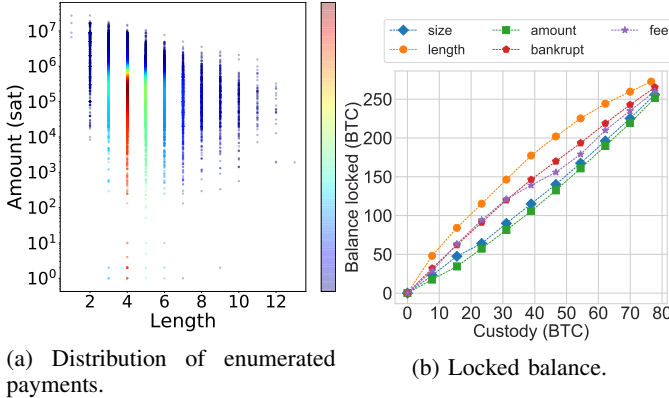 10⁷
10⁶
10⁵
10⁴
10³
10²
10¹
10⁰
Amount (sat)
2 4 6 8 10 12
Length
(a) Distribution of enumerated
payments.
size amount fee
length bankrupt
250
200
150
100
50
0
Balance locked (BTC)
0 10 20 30 40 50 60 70 80
Custody (BTC)
(b) Locked balance.